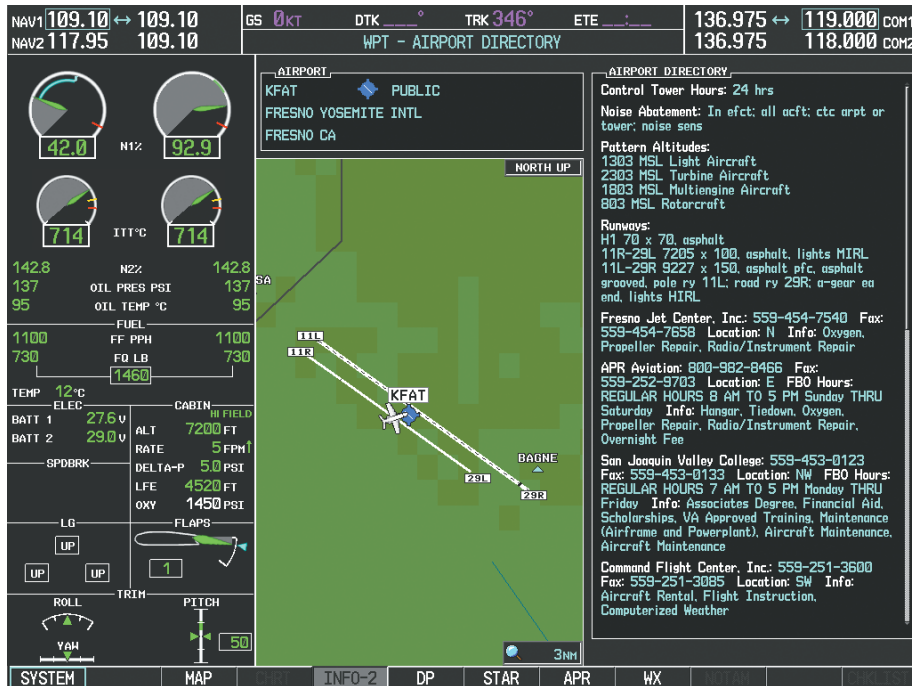 NAV1 109.10 ↔ 109.10
NAV2 117.95 109.10
GS 0KT DTK ___° TRK 346° ETE __:__
WPT - AIRPORT DIRECTORY
136.975 ↔ 119.000 COM1
136.975 118.000 COM2
42.0 N1% 92.9
714 ITT°C 714
142.8 N2% 142.8
137 OIL PRES PSI 137
95 OIL TEMP °C 95
FUEL
1100 FF PPH 1100
730 FQ LB 730
1460
TEMP 12°C
ELEC
BATT 1 27.6 V
BATT 2 29.0 V
SPDBRK
CABIN
HI FIELD
ALT 7200 FT
RATE 5 FPM↑
DELTA-P 5.0 PSI
LFE 4520 FT
OXY 1450 PSI
LG
UP
UP UP
FLAPS
1
TRIM
ROLL
YAW
PITCH
50
AIRPORT
KFAT PUBLIC
FRESNO YOSEMITE INTL
FRESNO CA
NORTH UP
SA
11L
11R
KFAT
BAGNE
29L
29R
3NM
AIRPORT DIRECTORY
Control Tower Hours: 24 hrs
Noise Abatement: In efct; all acft; ctc arpt or
tower; noise sens
Pattern Altitudes:
1303 MSL Light Aircraft
2303 MSL Turbine Aircraft
1803 MSL Multiengine Aircraft
803 MSL Rotorcraft
Runways:
H1 70 x 70, asphalt
11R-29L 7205 x 100, asphalt, lights MIRL
11L-29R 9227 x 150, asphalt pfc, asphalt
grooved, pole ry 11L; road ry 29R; a-gear ea
end, lights HIRL
Fresno Jet Center, Inc.: 559-454-7540 Fax:
559-454-7658 Location: N Info: Oxygen,
Propeller Repair, Radio/Instrument Repair
APR Aviation: 800-982-8466 Fax:
559-252-9703 Location: E FBO Hours:
REGULAR HOURS 8 AM TO 5 PM Sunday THRU
Saturday Info: Hangar, Tiedown, Oxygen,
Propeller Repair, Radio/Instrument Repair,
Overnight Fee
San Joaquin Valley College: 559-453-0123
Fax: 559-453-0133 Location: NW FBO Hours:
REGULAR HOURS 7 AM TO 5 PM Monday THRU
Friday Info: Associates Degree, Financial Aid,
Scholarships, VA Approved Training, Maintenance
(Airframe and Powerplant), Aircraft Maintenance,
Aircraft Maintenance
Command Flight Center, Inc.: 559-251-3600
Fax: 559-251-3085 Location: SW Info:
Aircraft Rental, Flight Instruction,
Computerized Weather
SYSTEM MAP CHRT INFO-2 DP STAR APR WX NOTAM CHKLIST